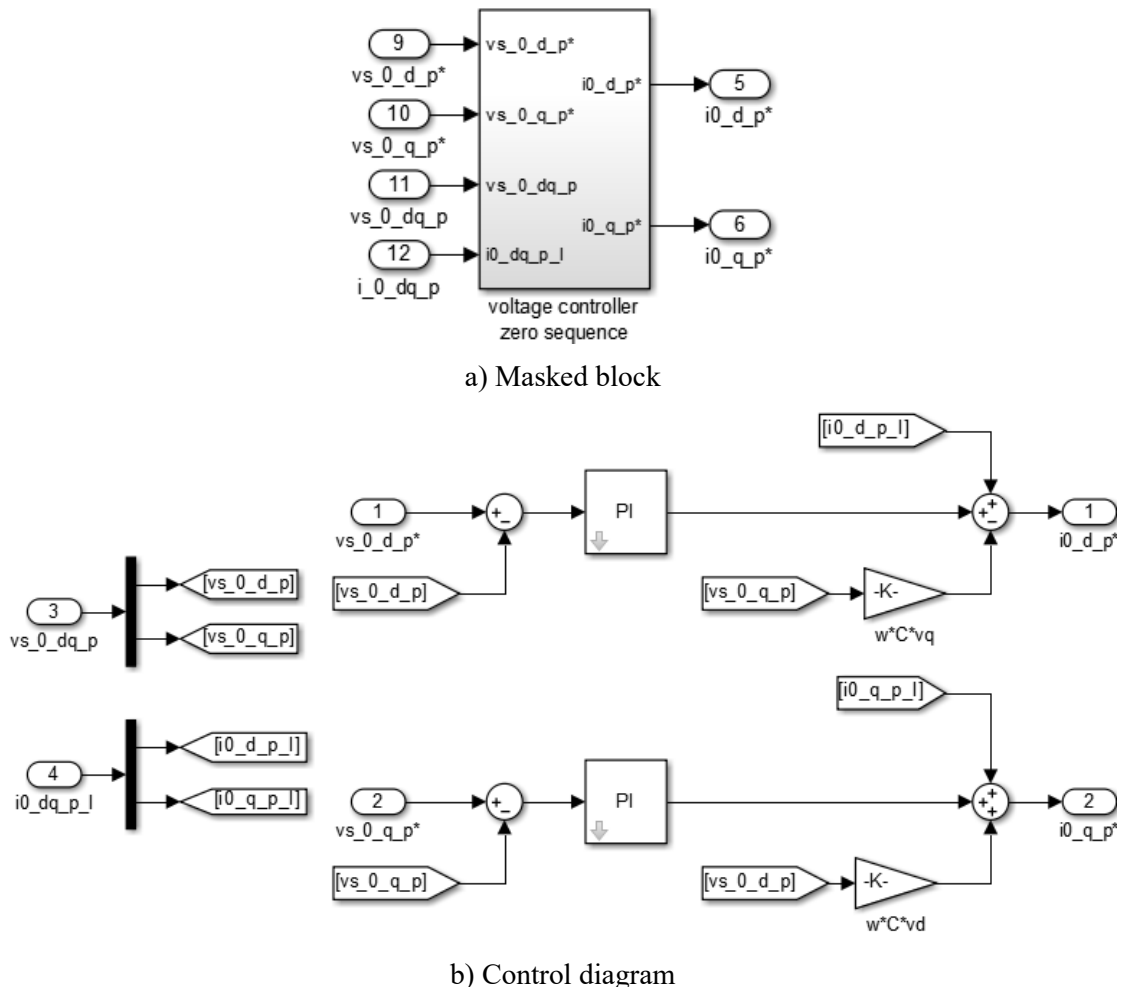 9
vs_0_d_p*
vs_0_d_p*
i0_d_p*
5
i0_d_p*
10
vs_0_q_p*
vs_0_q_p*
11
vs_0_dq_p
vs_0_dq_p
i0_q_p*
6
i0_q_p*
12
i0_dq_p_l
i_0_dq_p
voltage controller
zero sequence
a) Masked block
[i0_d_p_l]
1
vs_0_d_p*
+
-
PI
+
+
-
1
i0_d_p*
[vs_0_d_p]
[vs_0_d_p]
[vs_0_q_p]
-K-
w*C*vq
3
vs_0_dq_p
[vs_0_q_p]
[i0_q_p_l]
4
i0_dq_p_l
[i0_d_p_l]
[i0_q_p_l]
2
vs_0_q_p*
+
-
PI
+
+
+
2
i0_q_p*
[vs_0_q_p]
[vs_0_d_p]
-K-
w*C*vd
b) Control diagram